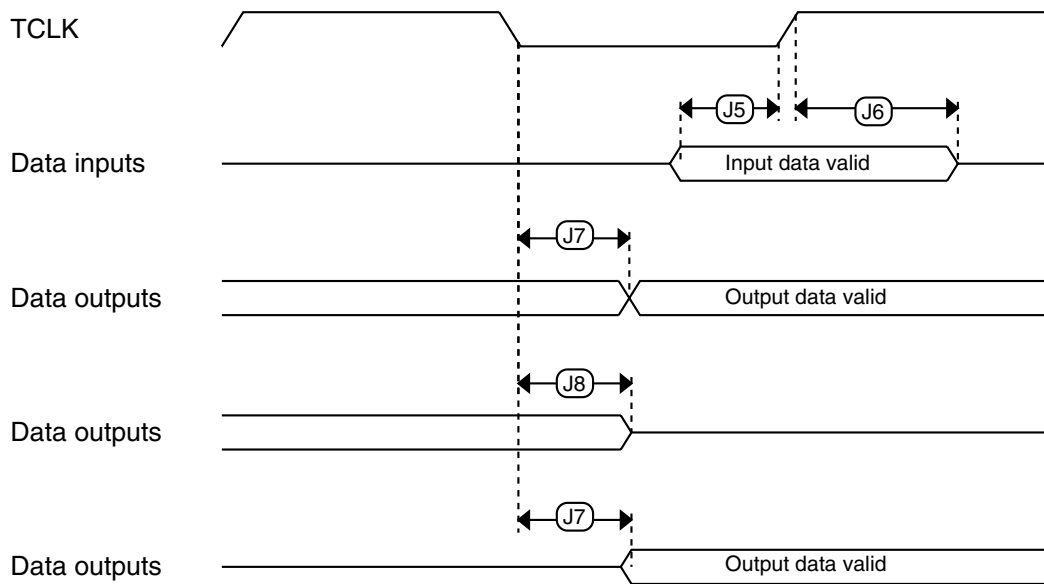 TCLK
J5
J6
Data inputs
Input data valid
J7
Data outputs
Output data valid
J8
Data outputs
J7
Data outputs
Output data valid